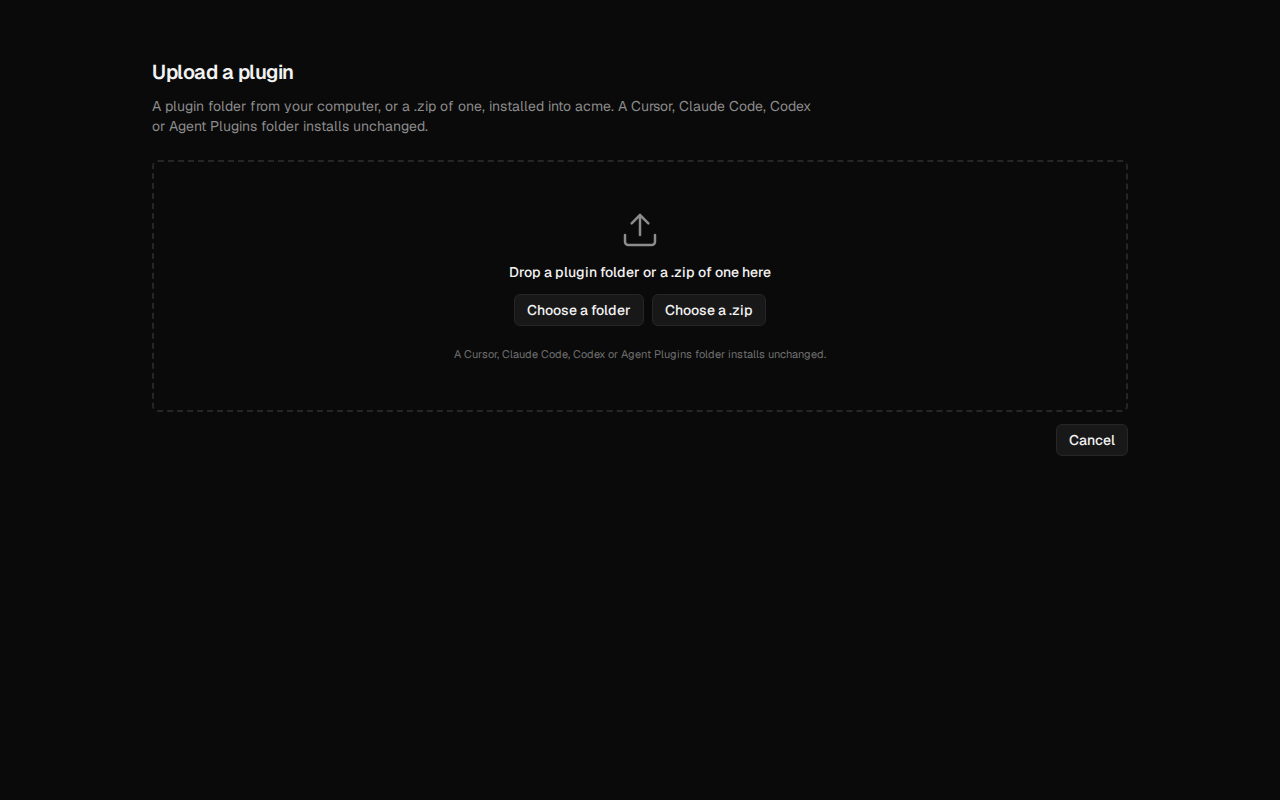 Upload a plugin
A plugin folder from your computer, or a .zip of one, installed into acme. A Cursor, Claude Code, Codex
or Agent Plugins folder installs unchanged.
Drop a plugin folder or a .zip of one here
Choose a folder
Choose a .zip
A Cursor, Claude Code, Codex or Agent Plugins folder installs unchanged.
Cancel